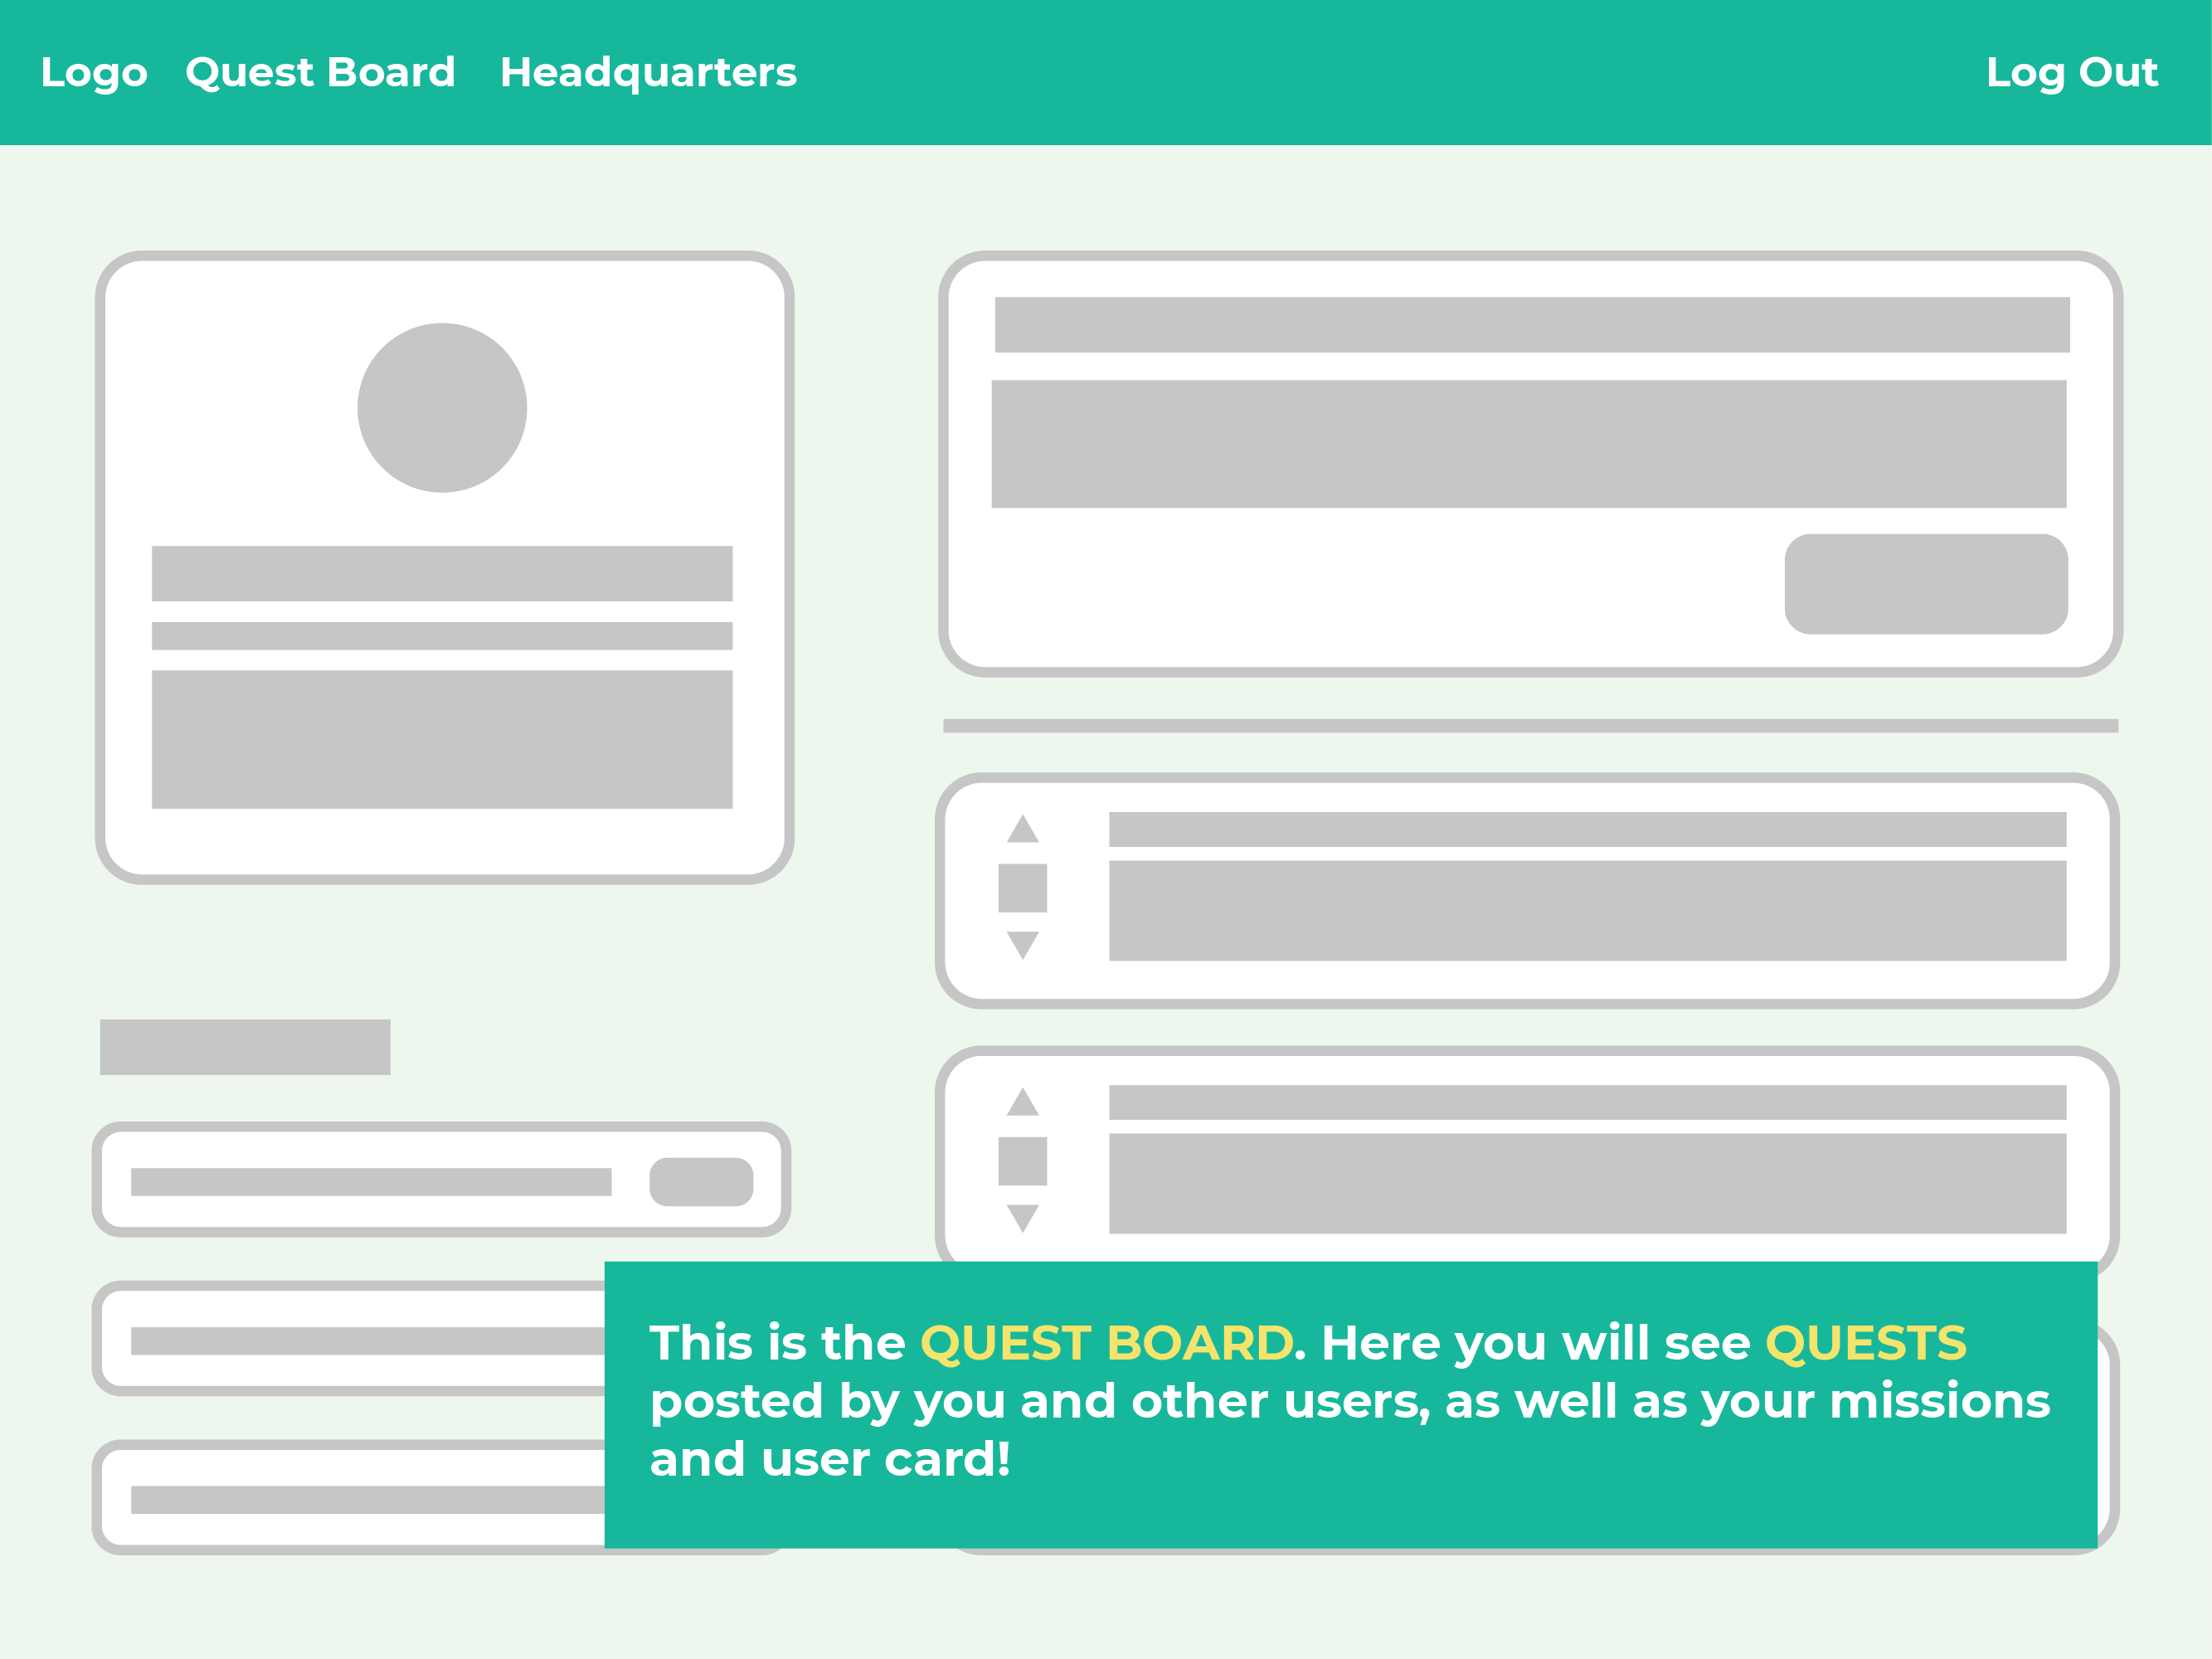 Logo Quest Board Headquarters Log Out
This is the QUEST BOARD. Here you will see QUESTS
posted by you and other users, as well as your missions
and user card!